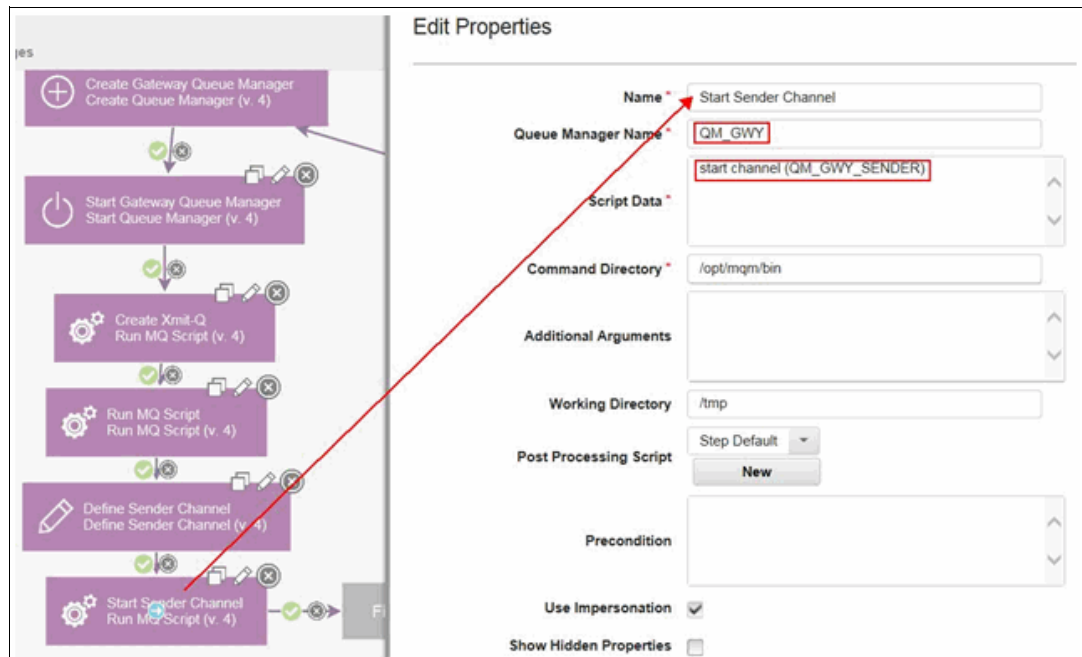 ges
Create Gateway Queue Manager
Create Queue Manager (v. 4)
Start Gateway Queue Manager
Start Queue Manager (v. 4)
Create Xmit-Q
Run MQ Script (v. 4)
Run MQ Script
Run MQ Script (v. 4)
Define Sender Channel
Define Sender Channel (v. 4)
Start Sender Channel
Run MQ Script (v. 4)
Fi
Edit Properties
Name * Start Sender Channel
Queue Manager Name * QM_GWY
Script Data * start channel (QM_GWY_SENDER)
Command Directory * /opt/mqm/bin
Additional Arguments
Working Directory /tmp
Post Processing Script Step Default
New
Precondition
Use Impersonation
Show Hidden Properties